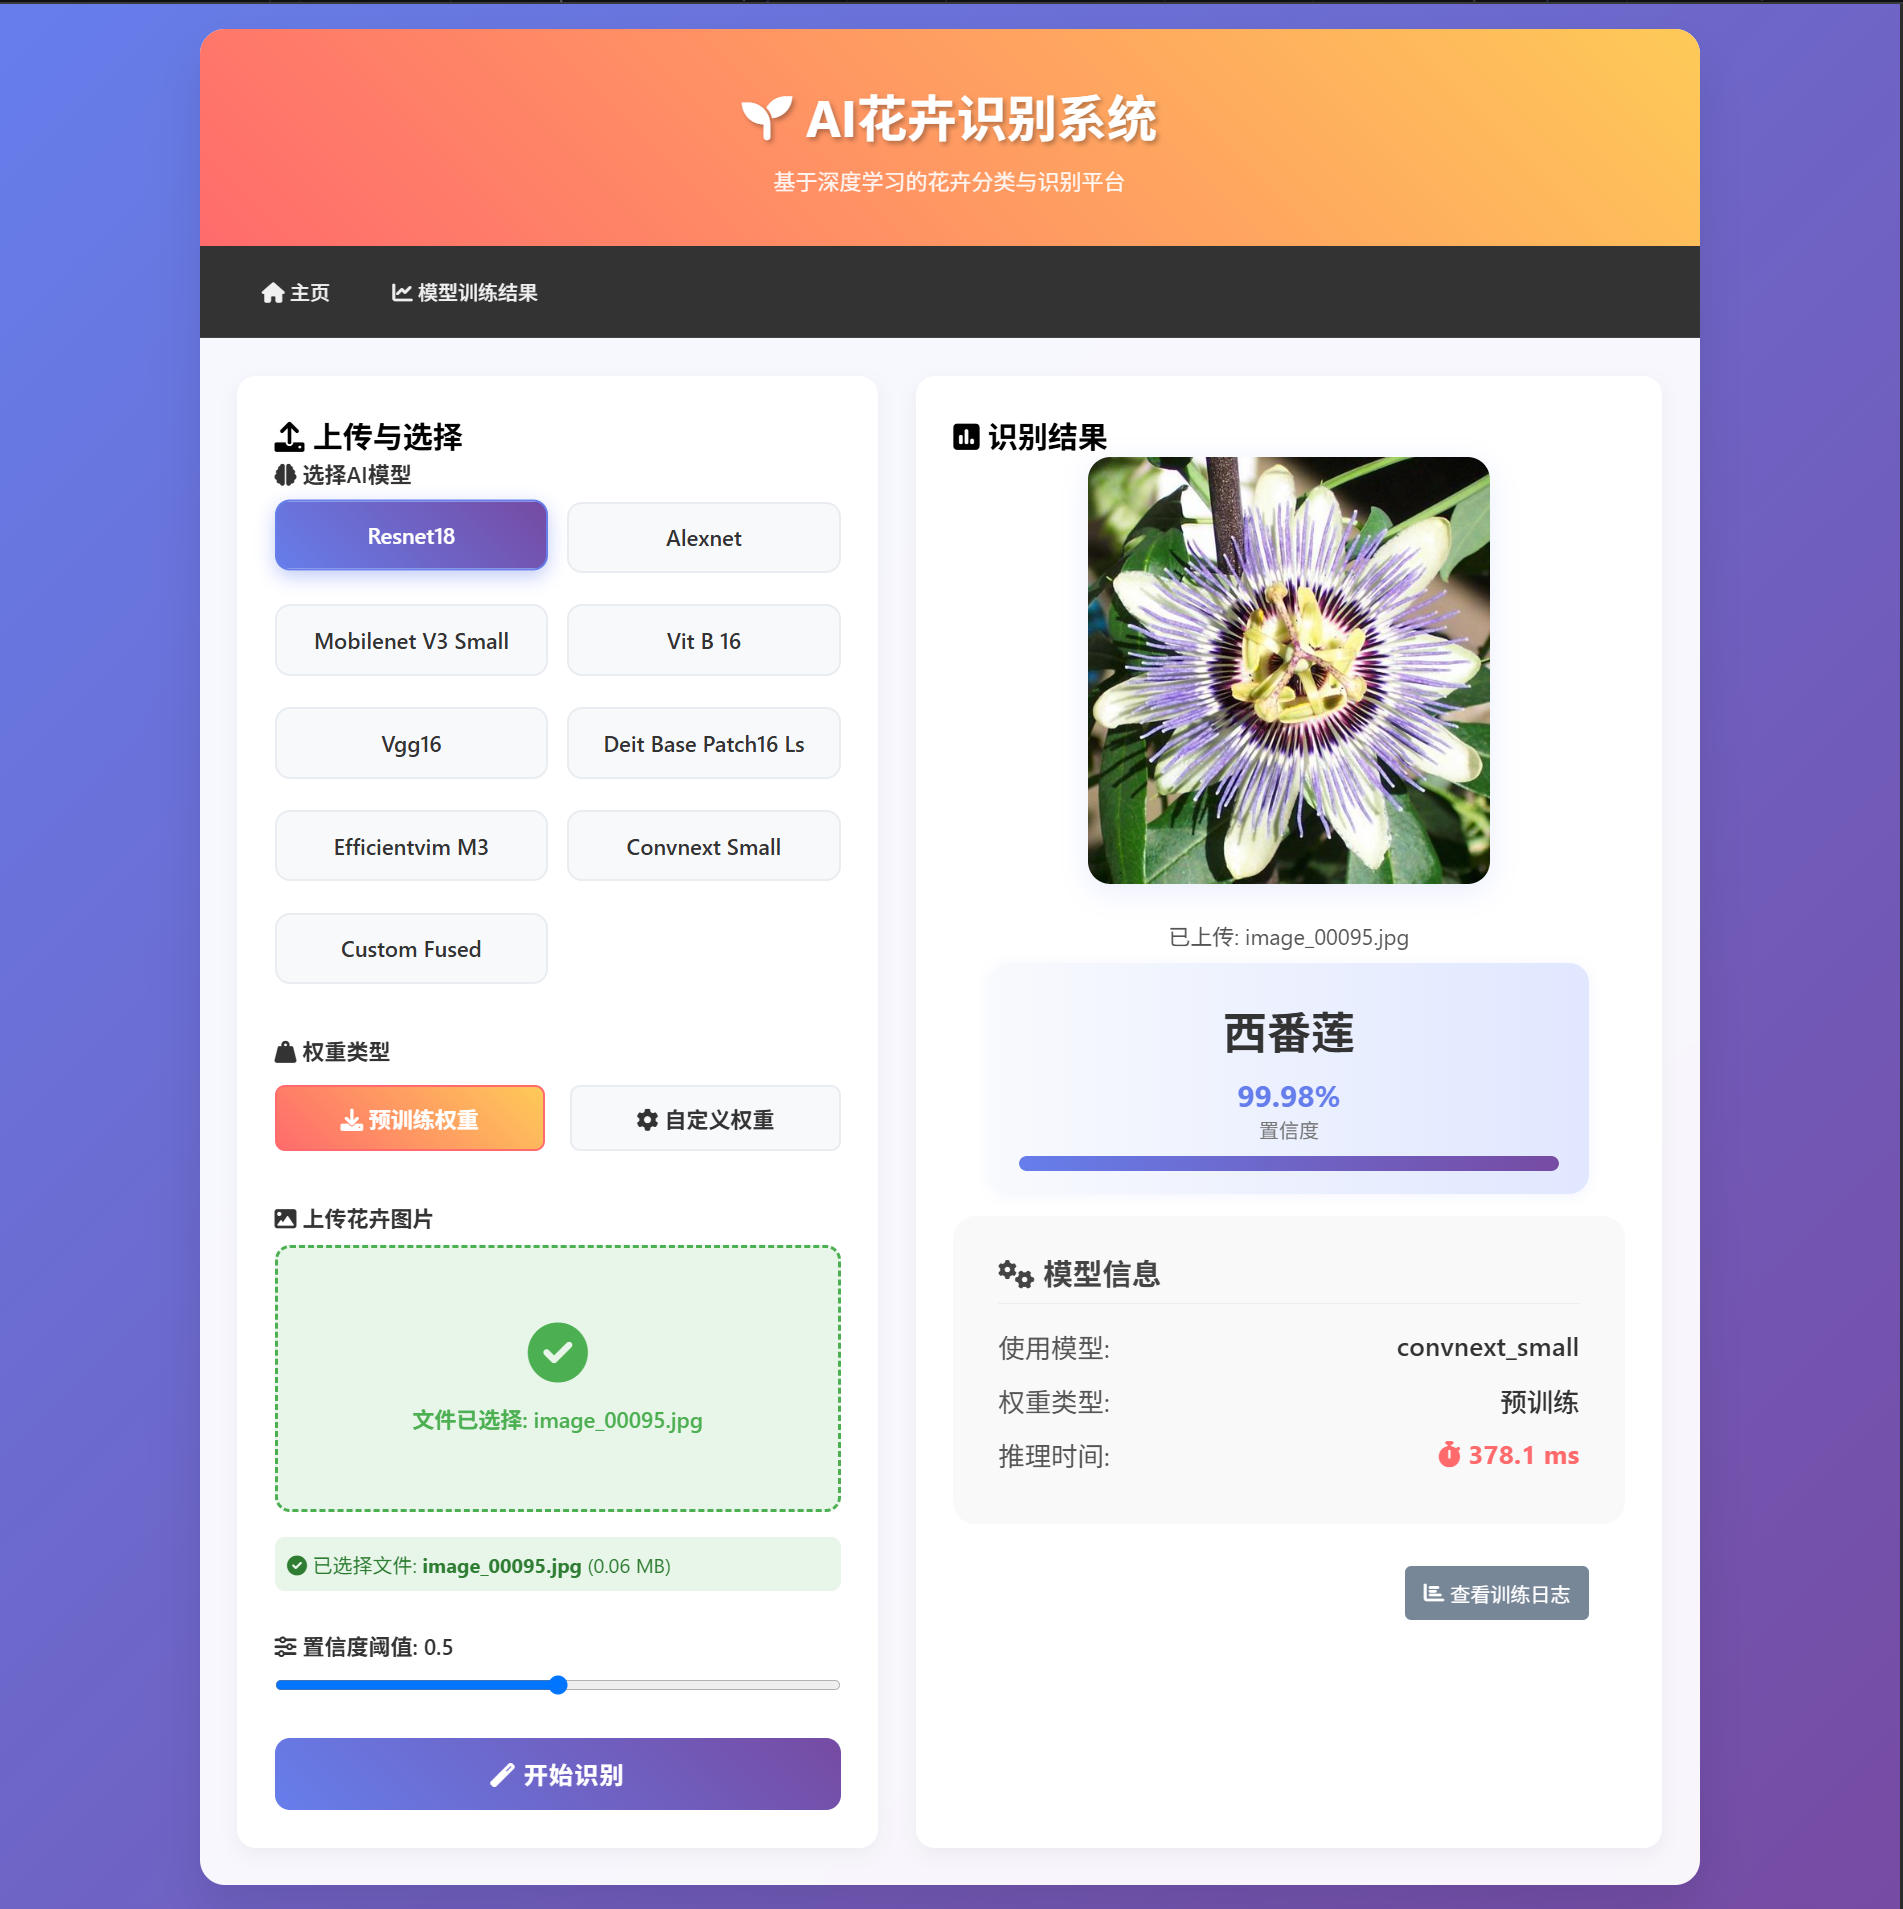 AI花卉识别系统
基于深度学习的花卉分类与识别平台
主页
模型训练结果
上传与选择
选择AI模型
Resnet18
Alexnet
Mobilenet V3 Small
Vit B 16
Vgg16
Deit Base Patch16 Ls
Efficientvim M3
Convnext Small
Custom Fused
权重类型
预训练权重
自定义权重
上传花卉图片
文件已选择: image_00095.jpg
已选择文件: image_00095.jpg (0.06 MB)
置信度阈值: 0.5
开始识别
识别结果
已上传: image_00095.jpg
西番莲
99.98%
置信度
模型信息
使用模型: convnext_small
权重类型: 预训练
推理时间: 378.1 ms
查看训练日志